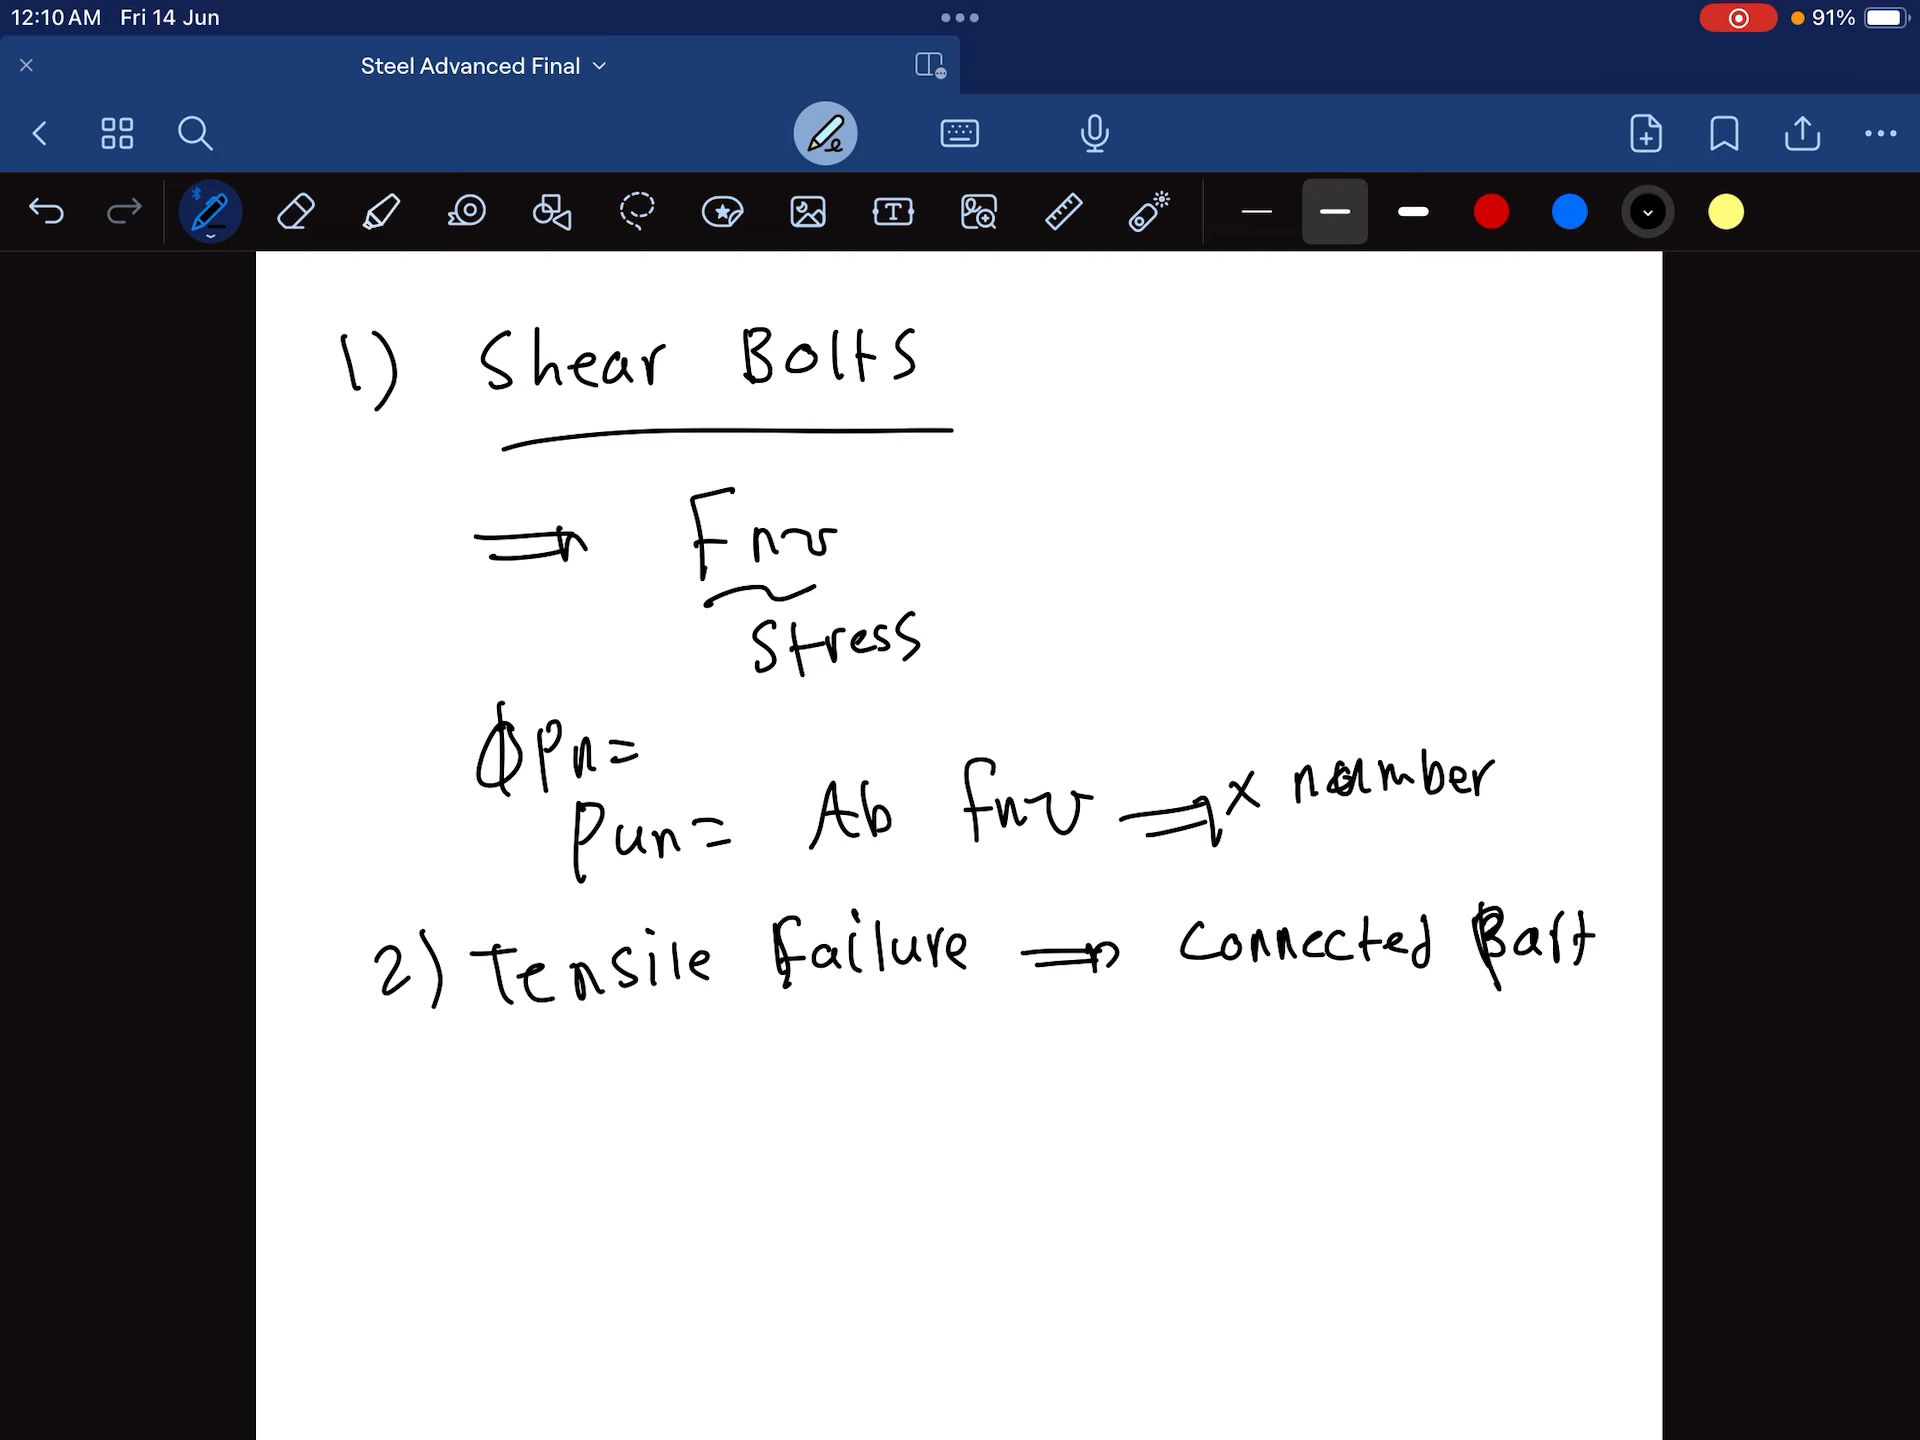 12:10 AM Fri 14 Jun
91%
Steel Advanced Final
1) Shear Bolts
⇒ Fnv
Stress
ϕPn=
Pun= Ab Fnv ⇒ x number
2) Tensile Failure ⇒ Connected Part